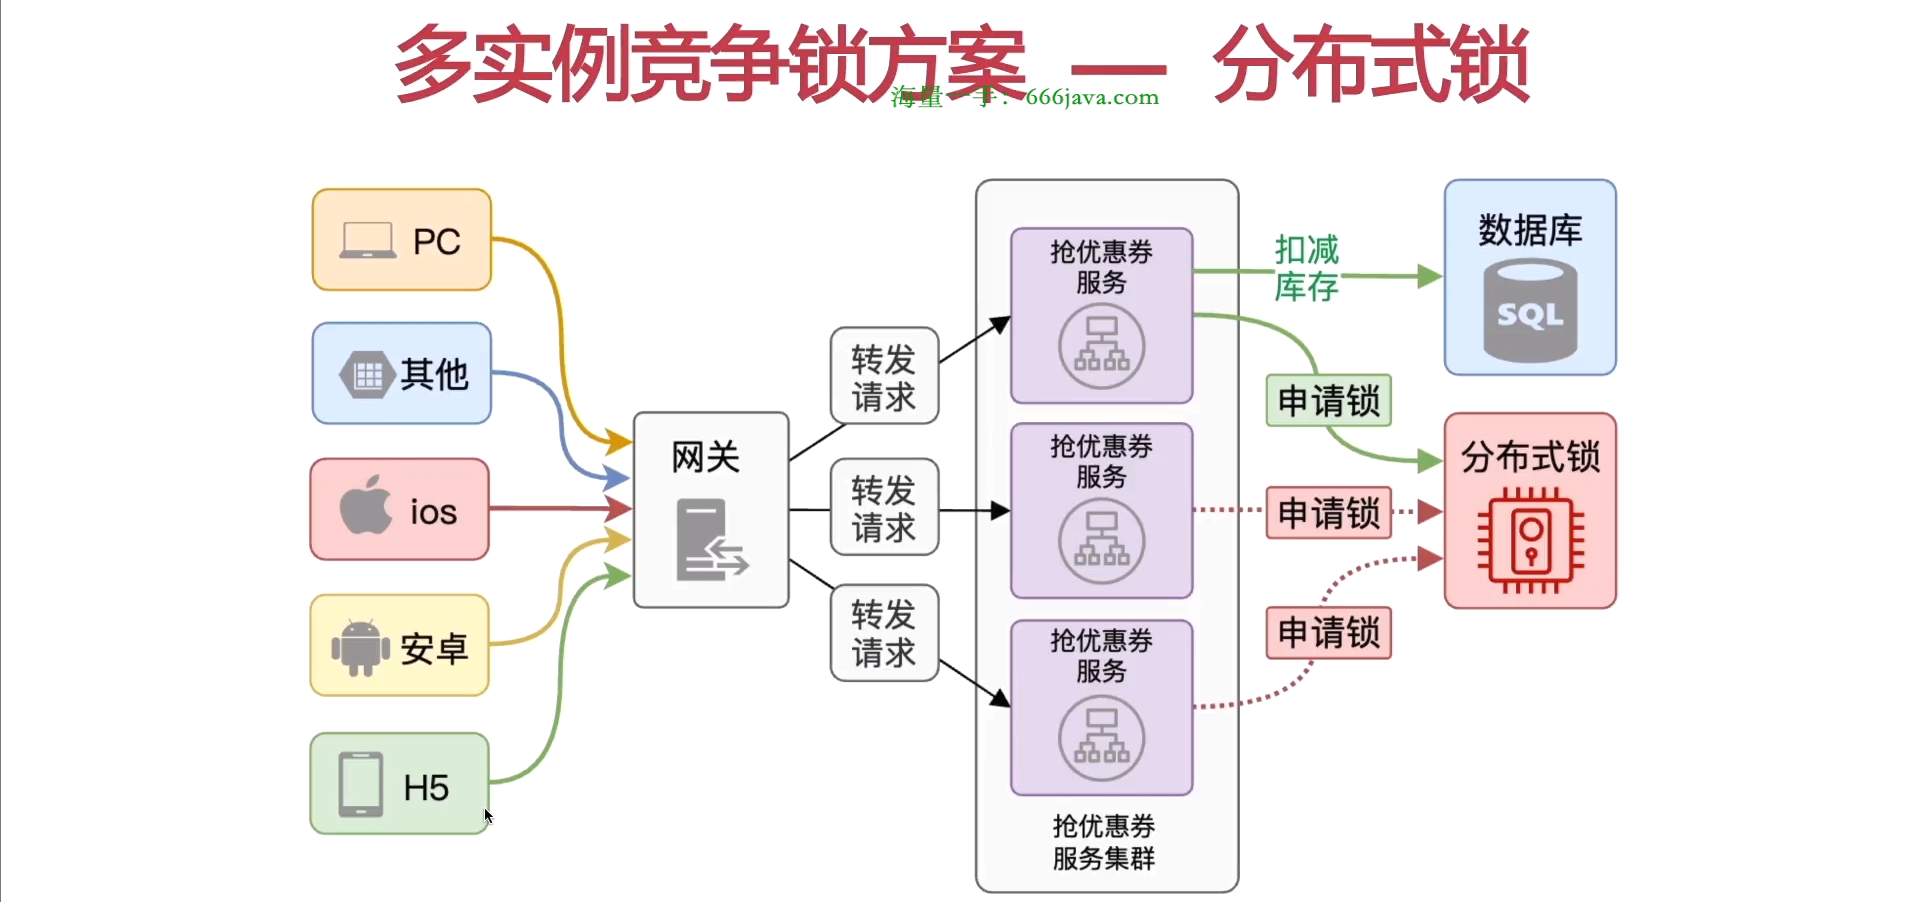 多实例竞争锁方案 — 分布式锁
海量一手：666java.com
PC
其他
ios
安卓
H5
网关
转发
请求
转发
请求
转发
请求
抢优惠券
服务
抢优惠券
服务
抢优惠券
服务
抢优惠券
服务集群
扣减
库存
申请锁
申请锁
申请锁
数据库
SQL
分布式锁